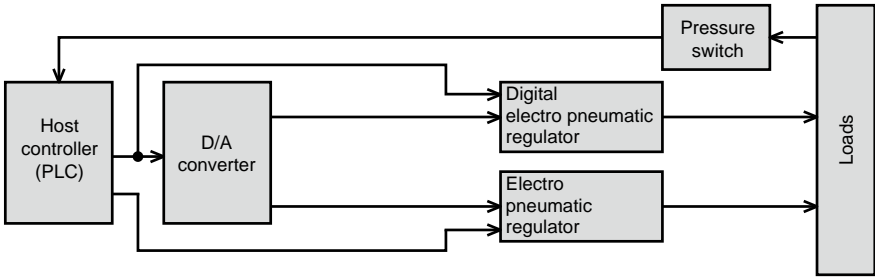 Pressure
switch
Host
controller
(PLC)
D/A
converter
Digital
electro pneumatic
regulator
Electro
pneumatic
regulator
Loads